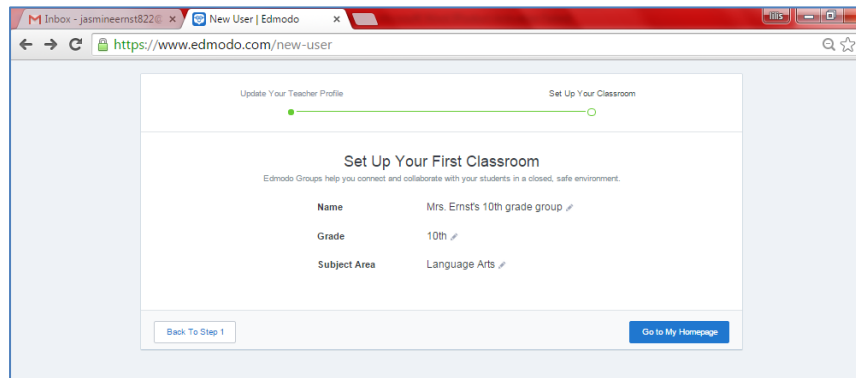 Inbox - jasmineernst822@
New User | Edmodo
https://www.edmodo.com/new-user
Update Your Teacher Profile
Set Up Your Classroom
Set Up Your First Classroom
Edmodo Groups help you connect and collaborate with your students in a closed, safe environment.
Name Mrs. Ernst's 10th grade group
Grade 10th
Subject Area Language Arts
Back To Step 1
Go to My Homepage